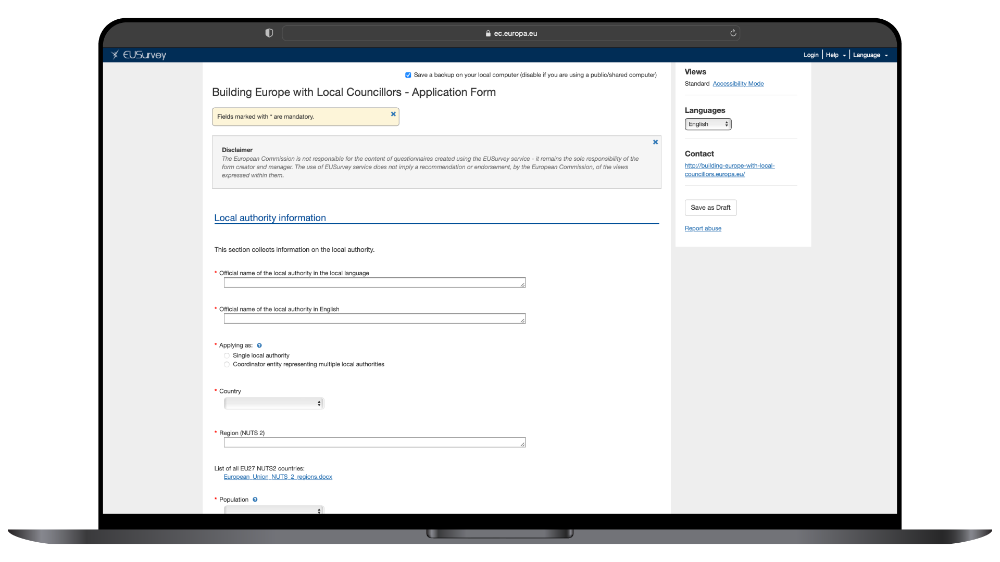 ec.europa.eu
EUSurvey
Login Help Language
Save a backup on your local computer (disable if you are using a public/shared computer)
Building Europe with Local Councillors - Application Form
Fields marked with * are mandatory.
Disclaimer
The European Commission is not responsible for the content of questionnaires created using the EUSurvey service - it remains the sole responsibility of the
form creator and manager. The use of EUSurvey service does not imply a recommendation or endorsement, by the European Commission, of the views
expressed within them.
Local authority information
This section collects information on the local authority.
* Official name of the local authority in the local language
* Official name of the local authority in English
* Applying as:
Single local authority
Coordinator entity representing multiple local authorities
* Country
* Region (NUTS 2)
List of all EU27 NUTS2 countries:
European_Union_NUTS_2_regions.docx
* Population
Views
Standard Accessibility Mode
Languages
English
Contact
http://building-europe-with-local-
councillors.europa.eu/
Save as Draft
Report abuse